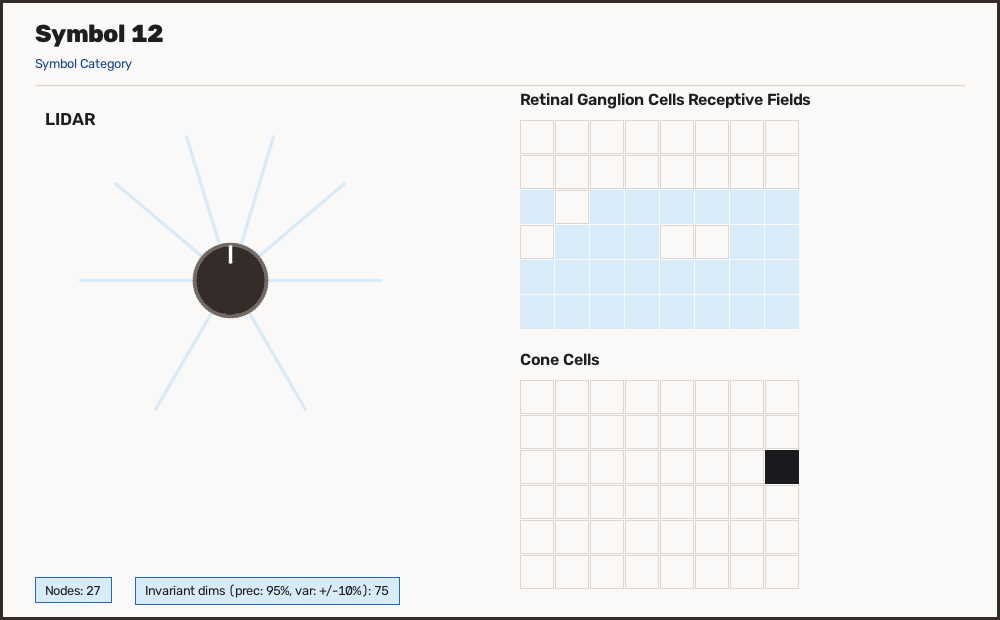 Symbol 12
Symbol Category
LIDAR
Retinal Ganglion Cells Receptive Fields
Cone Cells
Nodes: 27
Invariant dims (prec: 95%, var: +/-10%): 75